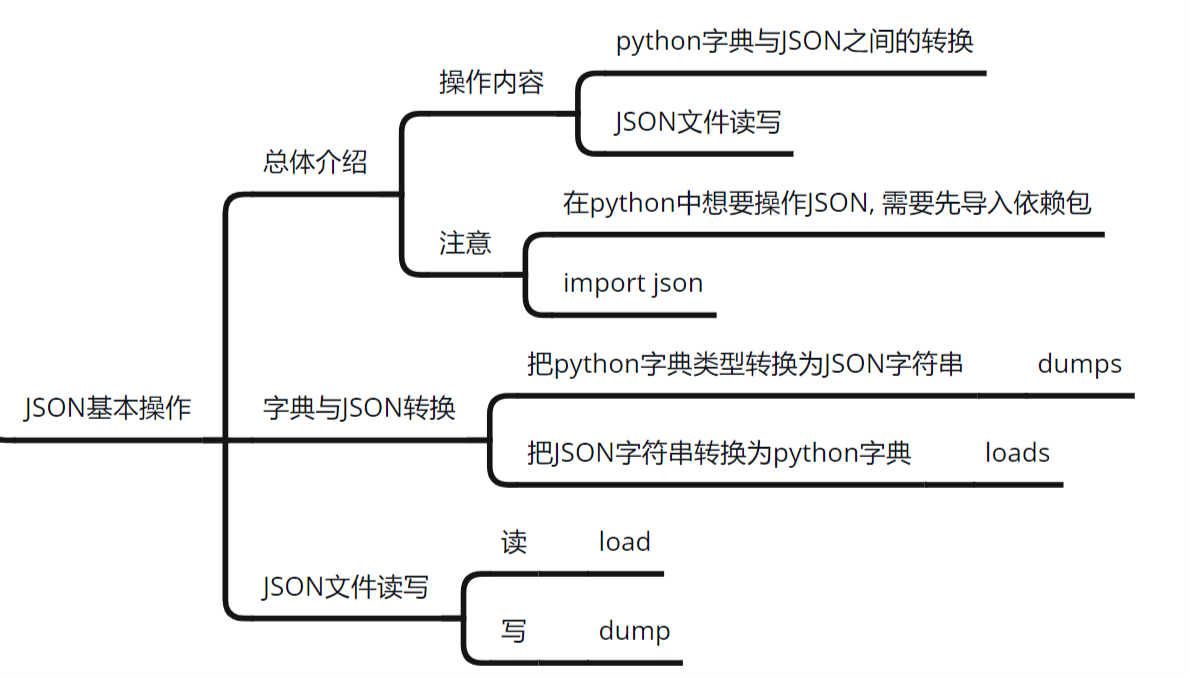 python字典与JSON之间的转换
操作内容
JSON文件读写
总体介绍
在python中想要操作JSON, 需要先导入依赖包
注意
import json
把python字典类型转换为JSON字符串 dumps
JSON基本操作 字典与JSON转换
把JSON字符串转换为python字典 loads
读 load
JSON文件读写
写 dump